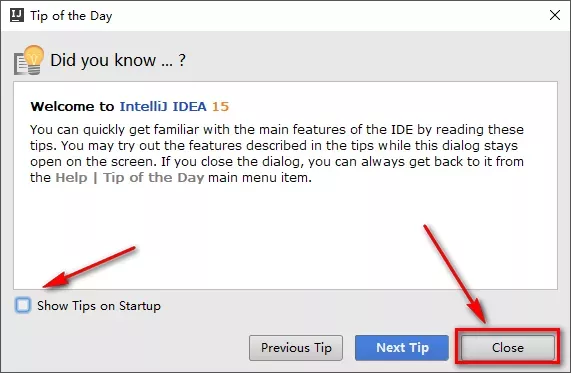 IJ Tip of the Day
Did you know ... ?
Welcome to IntelliJ IDEA 15
You can quickly get familiar with the main features of the IDE by reading these
tips. You may try out the features described in the tips while this dialog stays
open on the screen. If you close the dialog, you can always get back to it from
the Help | Tip of the Day main menu item.
Show Tips on Startup
Previous Tip
Next Tip
Close